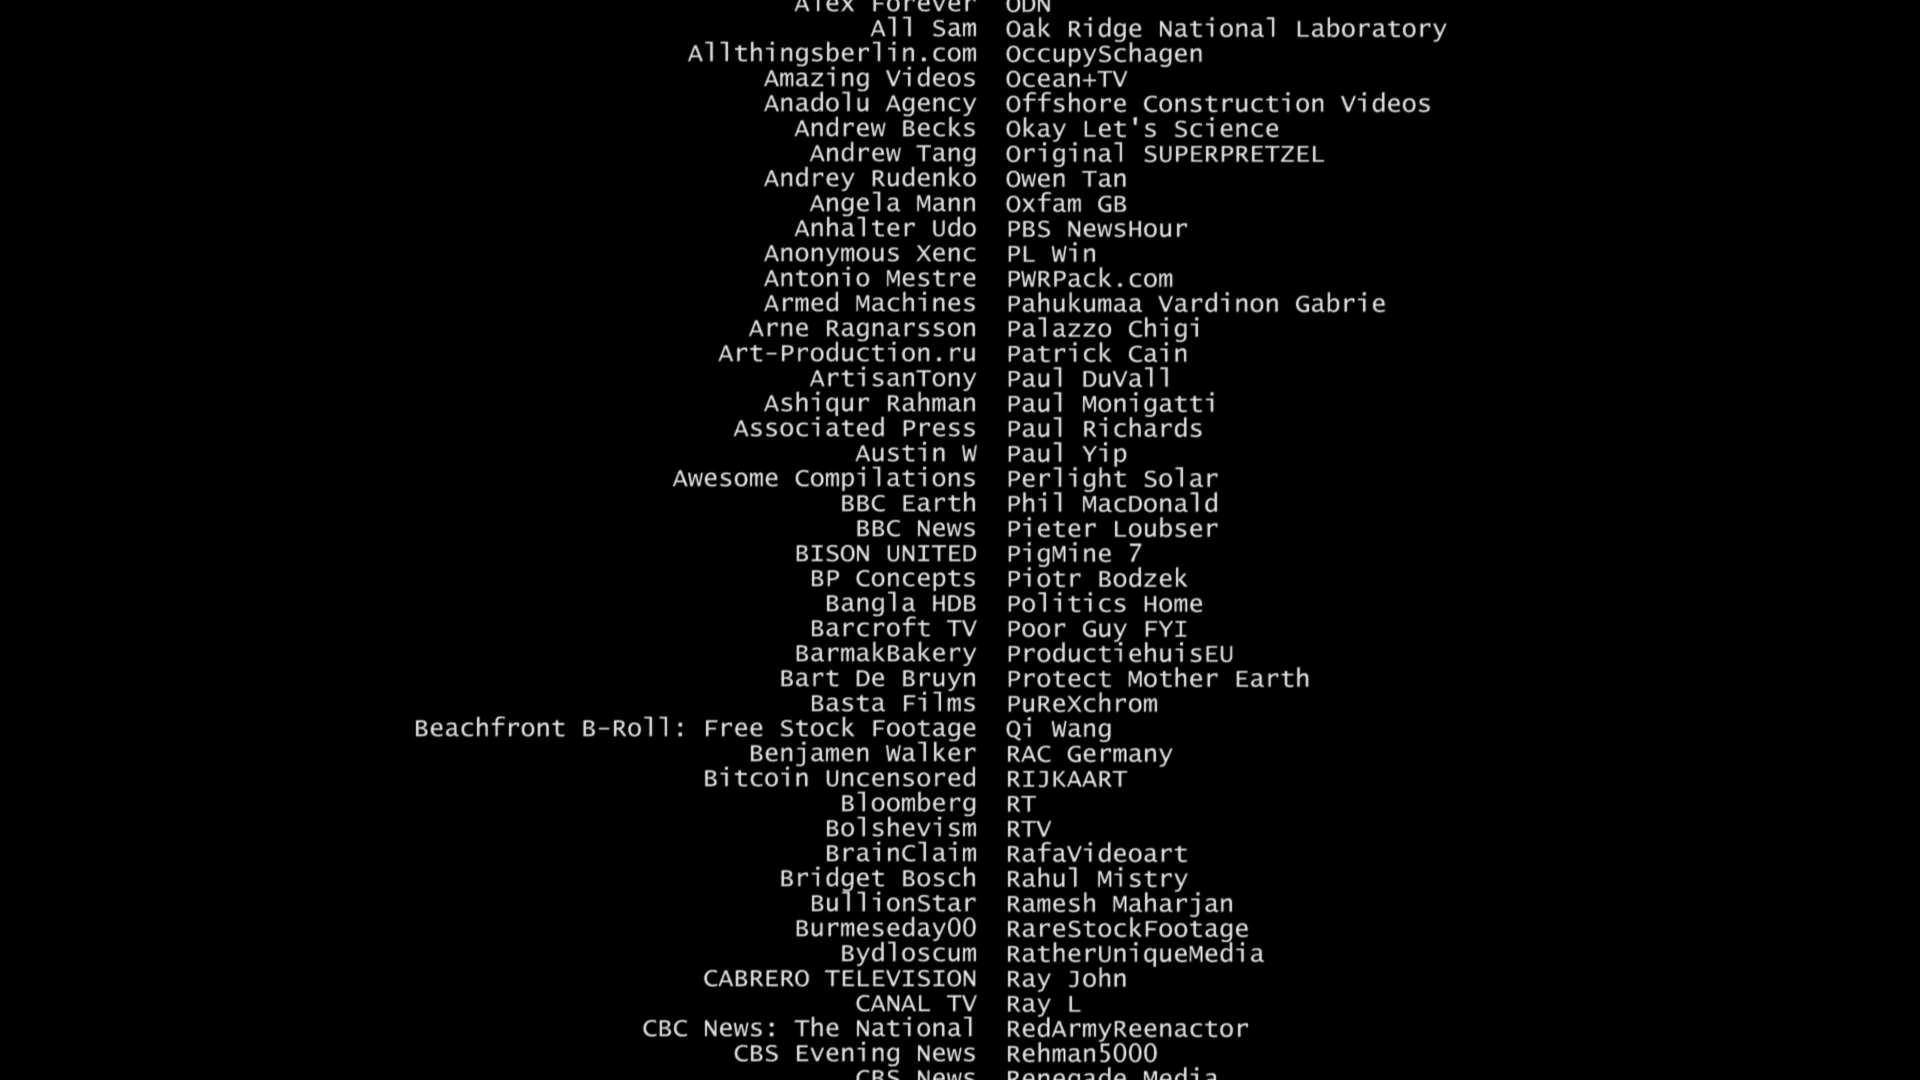 Alex Forever ODN
All Sam Oak Ridge National Laboratory
Allthingsberlin.com OccupySchagen
Amazing Videos Ocean+TV
Anadolu Agency Offshore Construction Videos
Andrew Becks Okay Let's Science
Andrew Tang Original SUPERPRETZEL
Andrey Rudenko Owen Tan
Angela Mann Oxfam GB
Anhalter Udo PBS NewsHour
Anonymous Xenc PL Win
Antonio Mestre PWRPack.com
Armed Machines Pahukumaa Vardinon Gabrie
Arne Ragnarsson Palazzo Chigi
Art-Production.ru Patrick Cain
ArtisanTony Paul DuVall
Ashiqur Rahman Paul Monigatti
Associated Press Paul Richards
Austin W Paul Yip
Awesome Compilations Perlight Solar
BBC Earth Phil MacDonald
BBC News Pieter Loubser
BISON UNITED PigMine 7
BP Concepts Piotr Bodzek
Bangla HDB Politics Home
Barcroft TV Poor Guy FYI
BarmakBakery ProductiehuisEU
Bart De Bruyn Protect Mother Earth
Basta Films PuReXchrom
Beachfront B-Roll: Free Stock Footage Qi Wang
Benjamen Walker RAC Germany
Bitcoin Uncensored RIJKAART
Bloomberg RT
Bolshevism RTV
BrainClaim RafaVideoart
Bridget Bosch Rahul Mistry
BullionStar Ramesh Maharjan
Burmeseday00 RareStockFootage
Bydloscum RatherUniqueMedia
CABRERO TELEVISION Ray John
CANAL TV Ray L
CBC News: The National RedArmyReenactor
CBS Evening News Rehman5000
CBS News Renegade Media